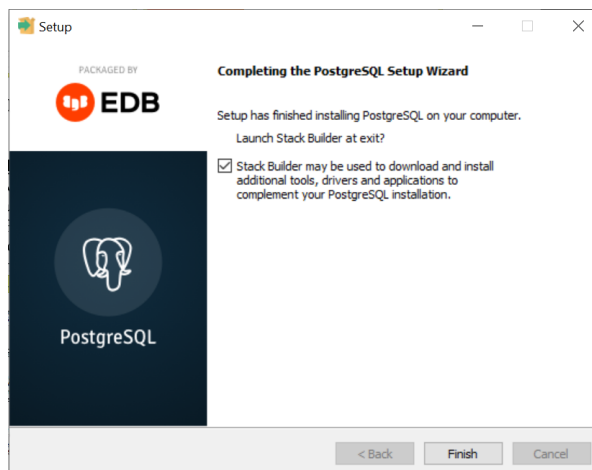 Setup
PACKAGED BY
EDB
Completing the PostgreSQL Setup Wizard
Setup has finished installing PostgreSQL on your computer.
Launch Stack Builder at exit?
Stack Builder may be used to download and install
additional tools, drivers and applications to
complement your PostgreSQL installation.
PostgreSQL
< Back
Finish
Cancel